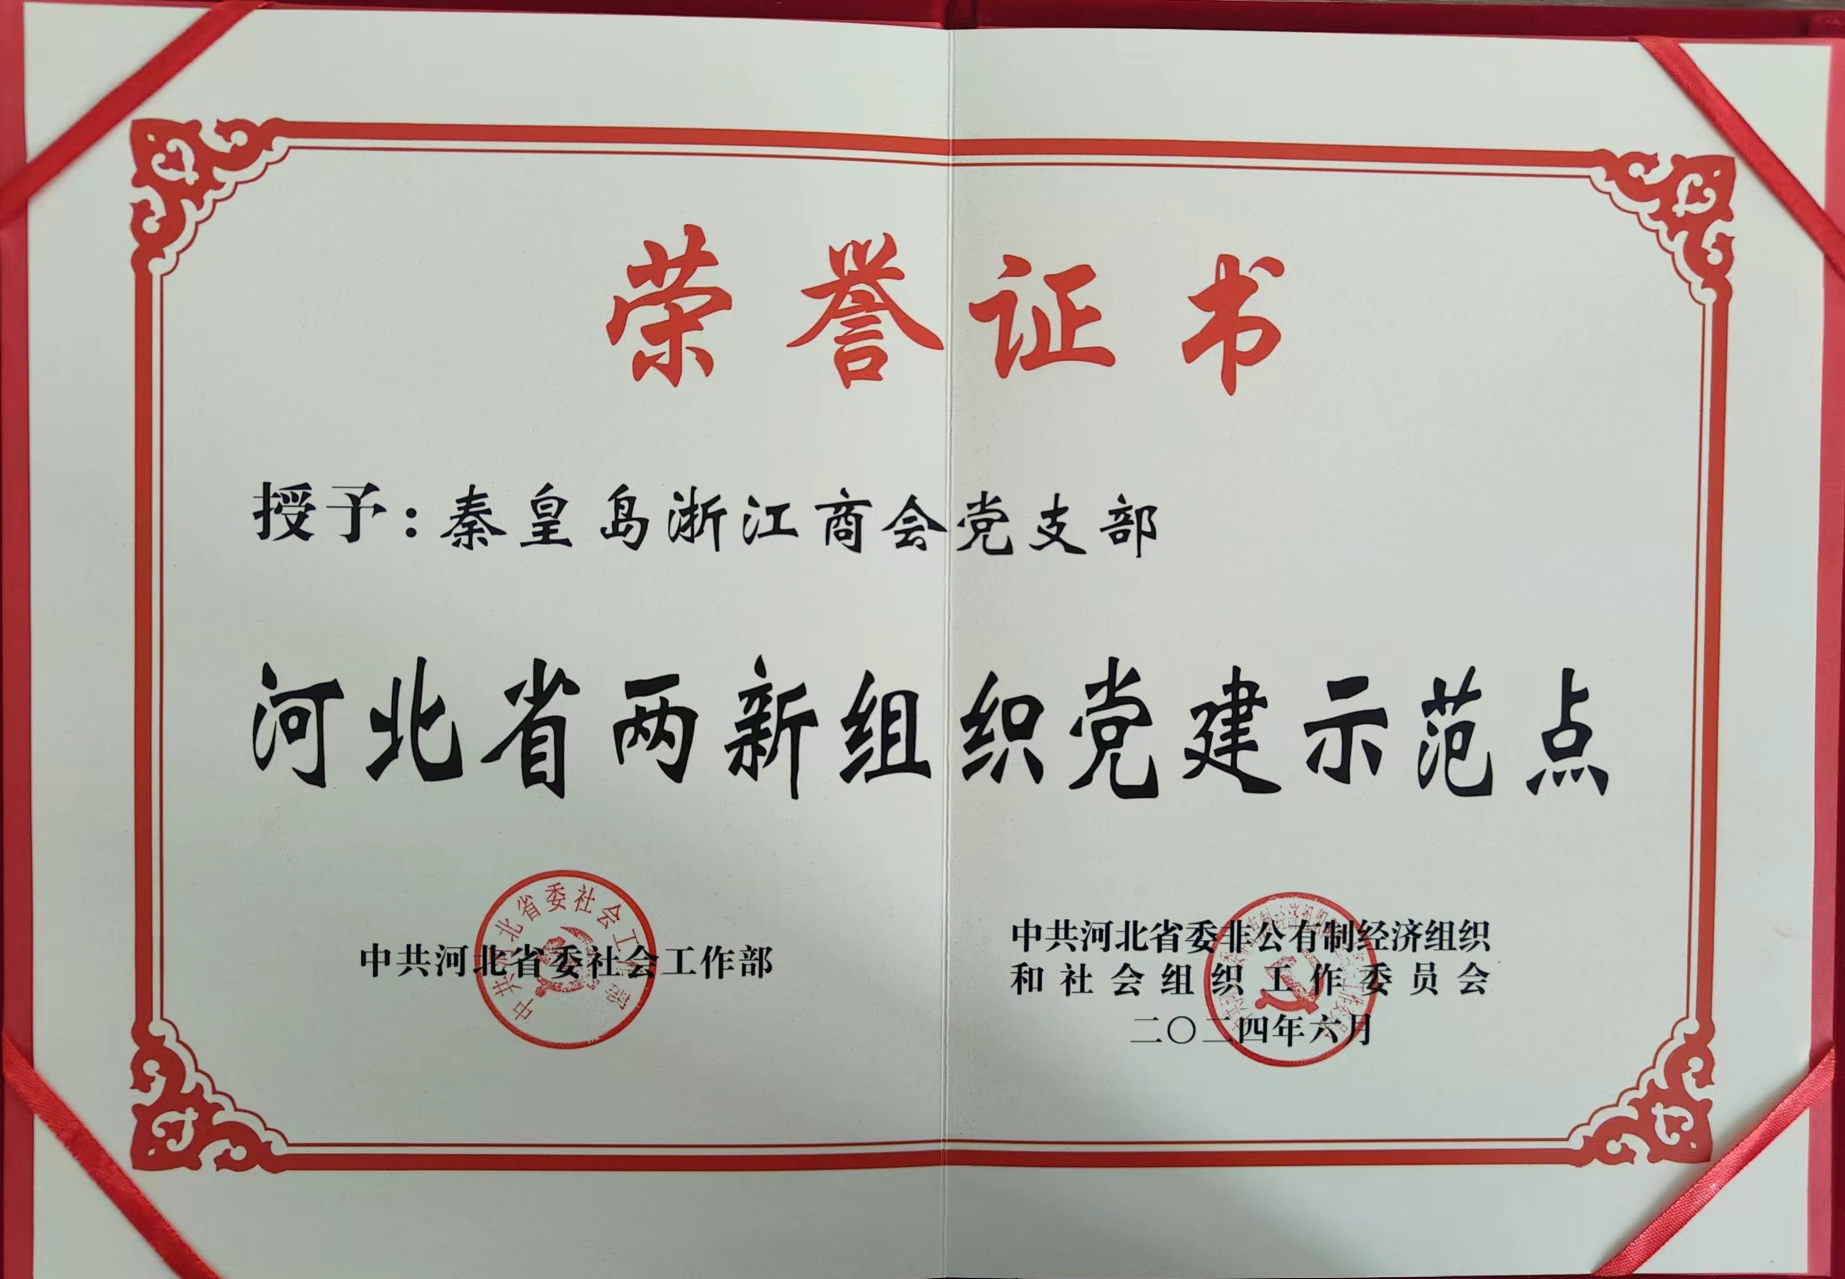 荣誉证书
授予：秦皇岛浙江商会党支部
河北省两新组织党建示范点
中共河北省委社会工作部
中共河北省委非公有制经济组织
和社会组织工作委员会
二〇二四年六月